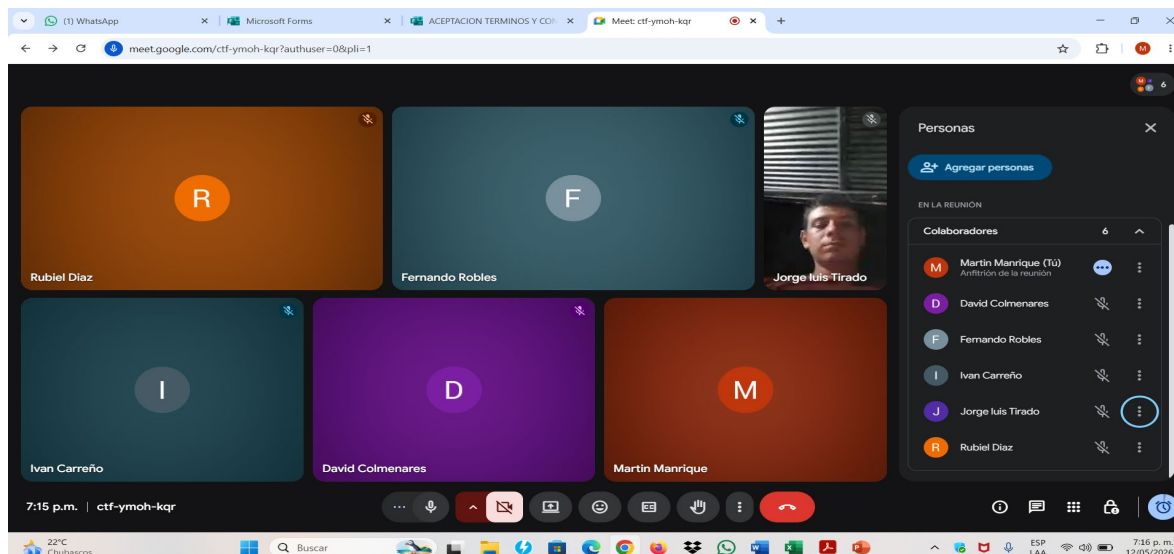 (1) WhatsApp
Microsoft Forms
ACEPTACION TERMINOS Y CON
Meet: ctf-ymoh-kqr
meet.google.com/ctf-ymoh-kqr?authuser=0&pli=1
M
6
R
Rubiel Diaz
F
Fernando Robles
Jorge luis Tirado
I
Ivan Carreño
D
David Colmenares
M
Martin Manrique
Personas
Agregar personas
EN LA REUNIÓN
Colaboradores 6
M Martin Manrique (Tú)
Anfitrión de la reunión
D David Colmenares
F Fernando Robles
I Ivan Carreño
J Jorge luis Tirado
R Rubiel Diaz
7:15 p.m. | ctf-ymoh-kqr
22°C
Chubascos
Buscar
ESP
LAA
7:16 p. m.